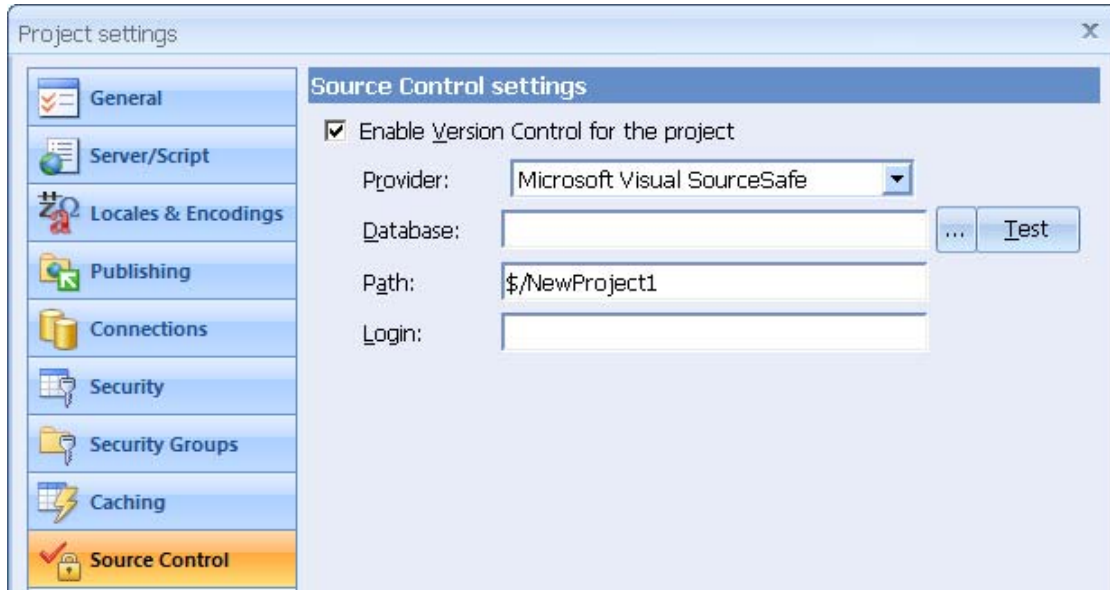 Project settings
x
General
Server/Script
Locales & Encodings
Publishing
Connections
Security
Security Groups
Caching
Source Control
Source Control settings
Enable Version Control for the project
Provider: Microsoft Visual SourceSafe
Database: ... Test
Path: $/NewProject1
Login: